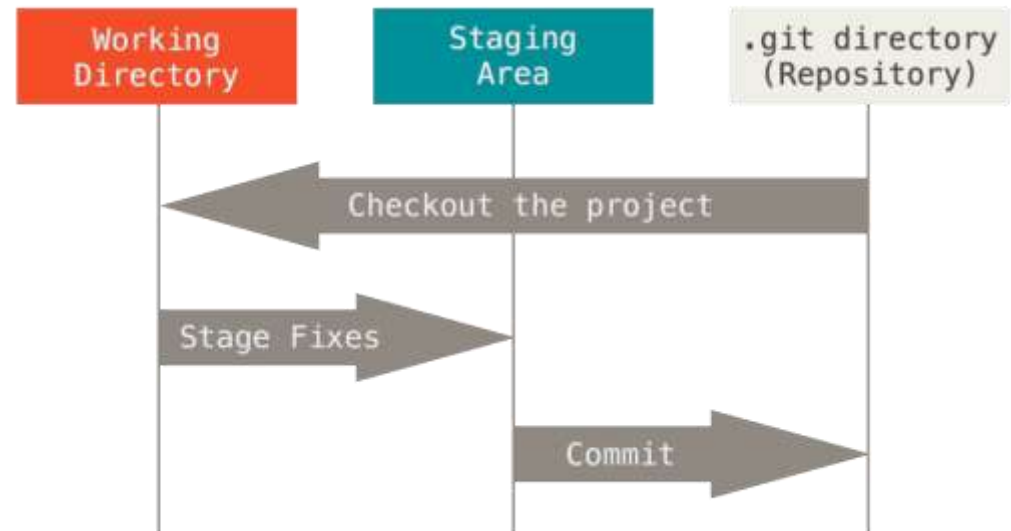 Working
Directory
Staging
Area
.git directory
(Repository)
Checkout the project
Stage Fixes
Commit